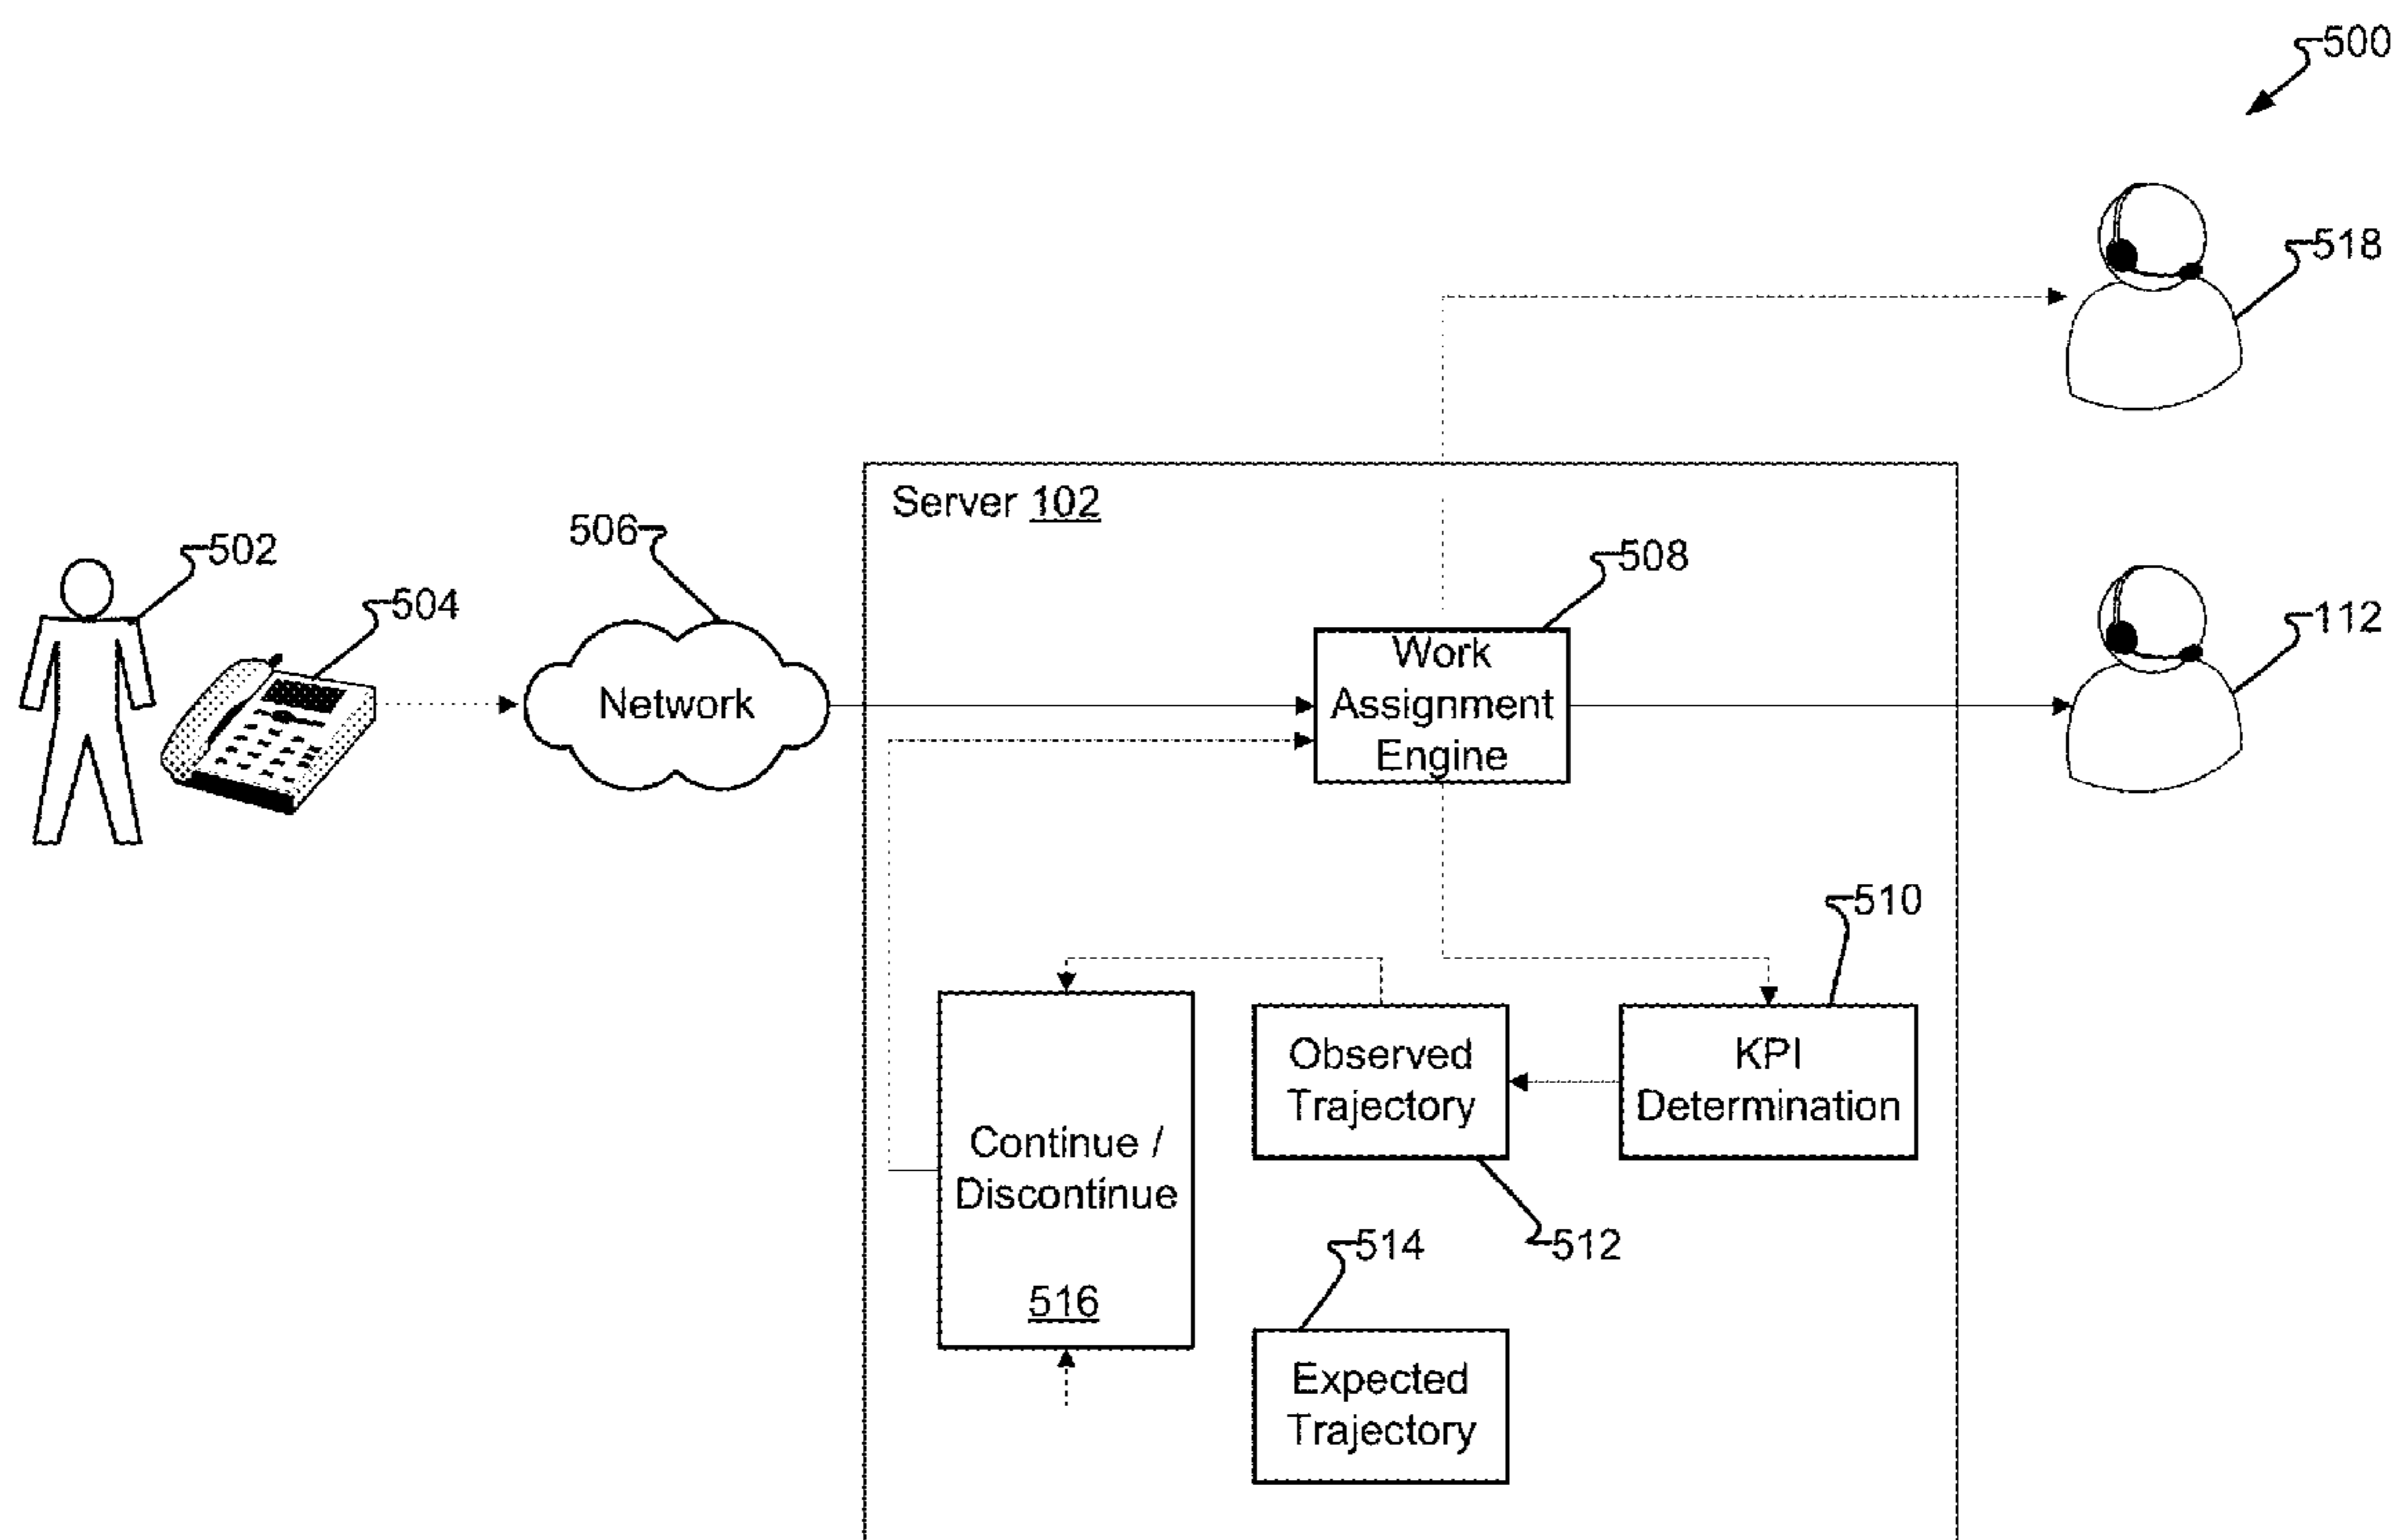 500
518
Server 102
506
502
508
504
112
Work
Network
Assignment
Engine
510
Observed
Trajectory
KPI
Determination
Continue /
Discontinue
512
514
516
Expected
Trajectory